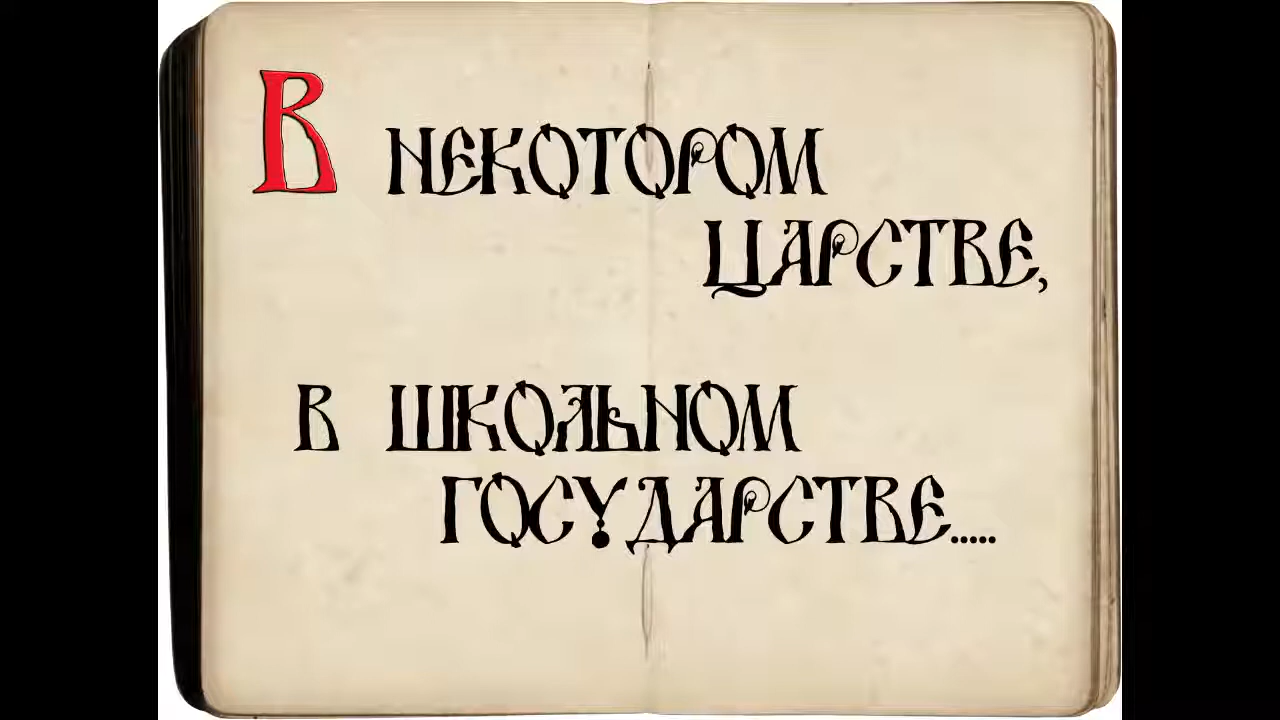 В НЕКОТОРОМ
ЦАРСТВЕ,
В ШКОЛЬНОМ
ГОСУДАРСТВЕ.....